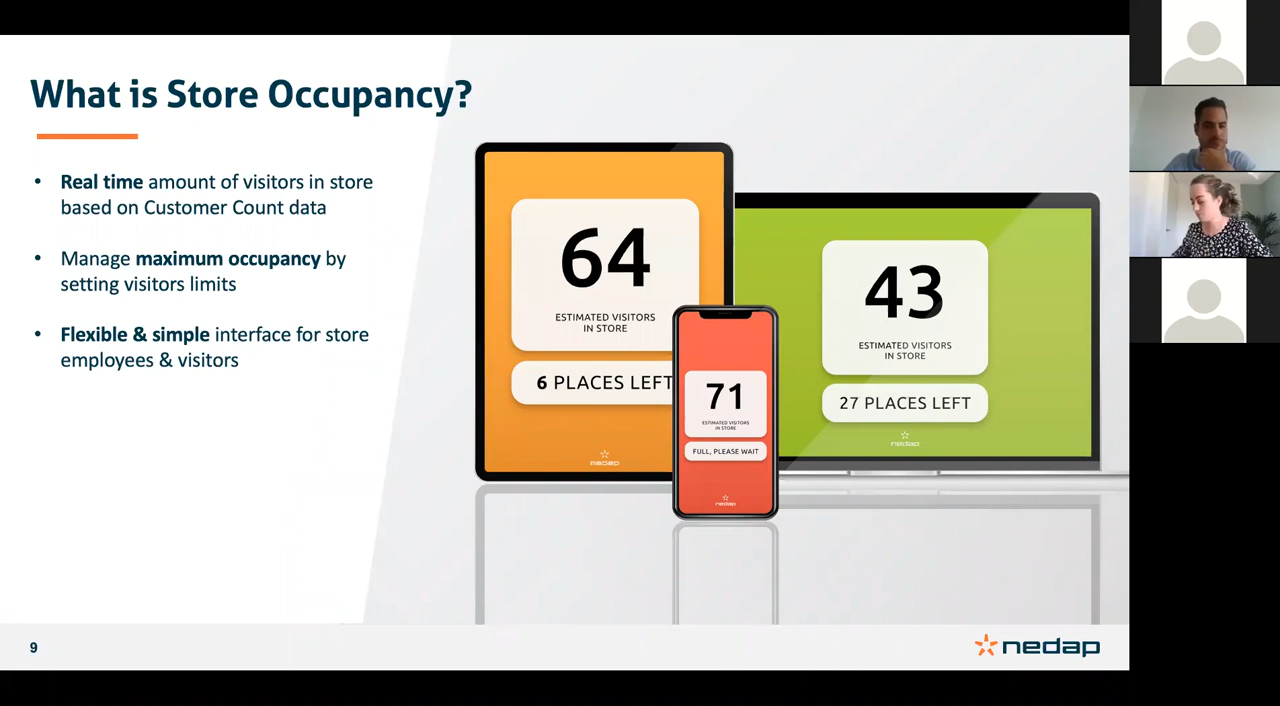 What is Store Occupancy?
• Real time amount of visitors in store
based on Customer Count data
• Manage maximum occupancy by
setting visitors limits
• Flexible & simple interface for store
employees & visitors
64
ESTIMATED VISITORS
IN STORE
6 PLACES LEFT
nedap
71
ESTIMATED VISITORS
IN STORE
FULL, PLEASE WAIT
nedap
43
ESTIMATED VISITORS
IN STORE
27 PLACES LEFT
nedap
9
nedap